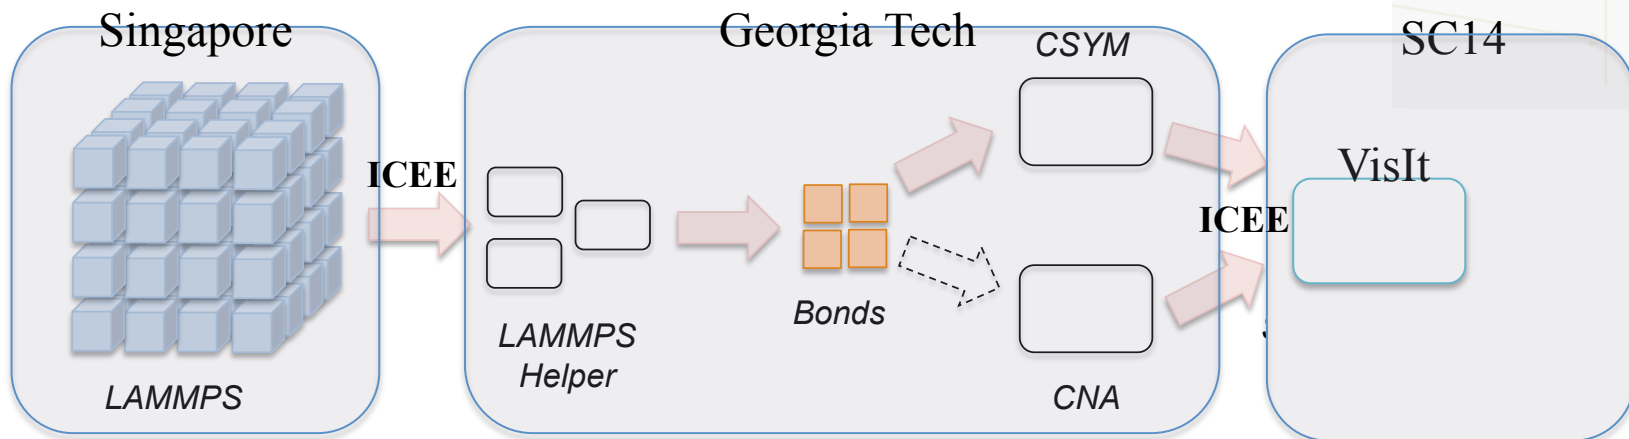 Singapore
Georgia Tech
SC14
CSYM
VisIt
ICEE
ICEE
Bonds
LAMMPS
Helper
LAMMPS
CNA